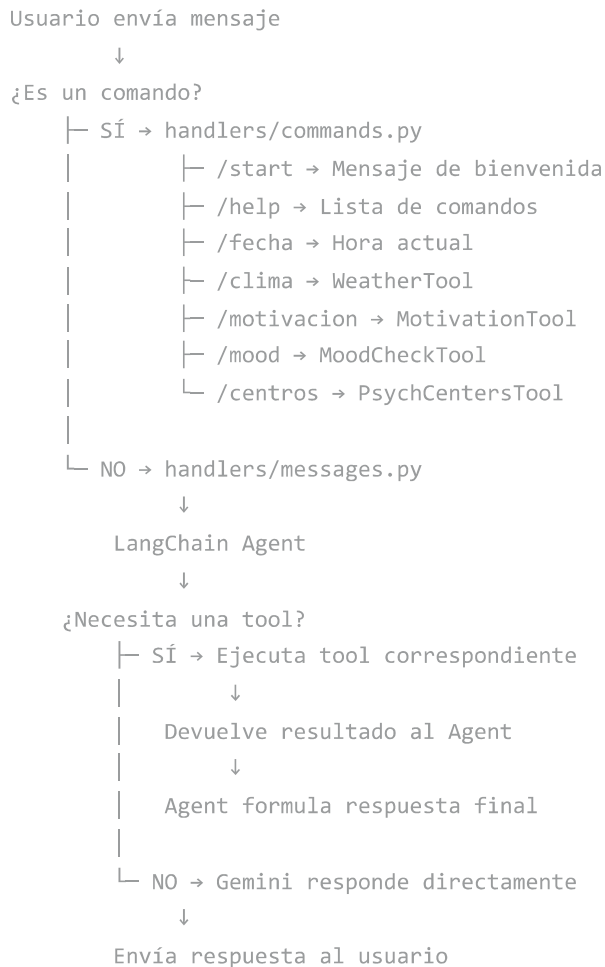 Usuario envía mensaje
↓
¿Es un comando?
├─ SÍ → handlers/commands.py
│ ├─ /start → Mensaje de bienvenida
│ ├─ /help → Lista de comandos
│ ├─ /fecha → Hora actual
│ ├─ /clima → WeatherTool
│ ├─ /motivacion → MotivationTool
│ ├─ /mood → MoodCheckTool
│ └─ /centros → PsychCentersTool
│
└─ NO → handlers/messages.py
↓
LangChain Agent
↓
¿Necesita una tool?
├─ SÍ → Ejecuta tool correspondiente
│ ↓
│ Devuelve resultado al Agent
│ ↓
│ Agent formula respuesta final
│
└─ NO → Gemini responde directamente
↓
Envía respuesta al usuario